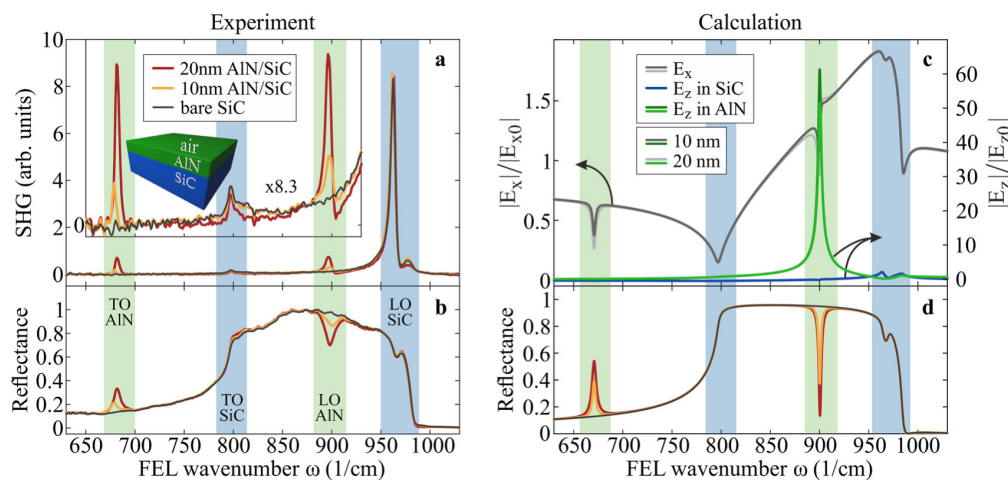 Experiment
SHG (arb. units)
10
8
6
4
2
0
a
20nm AlN/SiC
10nm AlN/SiC
bare SiC
air
AlN
SiC
x8.3
0
Reflectance
1
0.8
0.6
0.4
0.2
0
b
TO
AlN
TO
SiC
LO
AlN
LO
SiC
650 700 750 800 850 900 950 1000
FEL wavenumber ω (1/cm)
Calculation
|Ex|/|Ex0|
1.5
1
0.5
0
c
Ex
Ez in SiC
Ez in AlN
10 nm
20 nm
60
50
40
30
20
10
0
|Ez|/|Ez0|
Reflectance
1
0.8
0.6
0.4
0.2
0
d
650 700 750 800 850 900 950 1000
FEL wavenumber ω (1/cm)